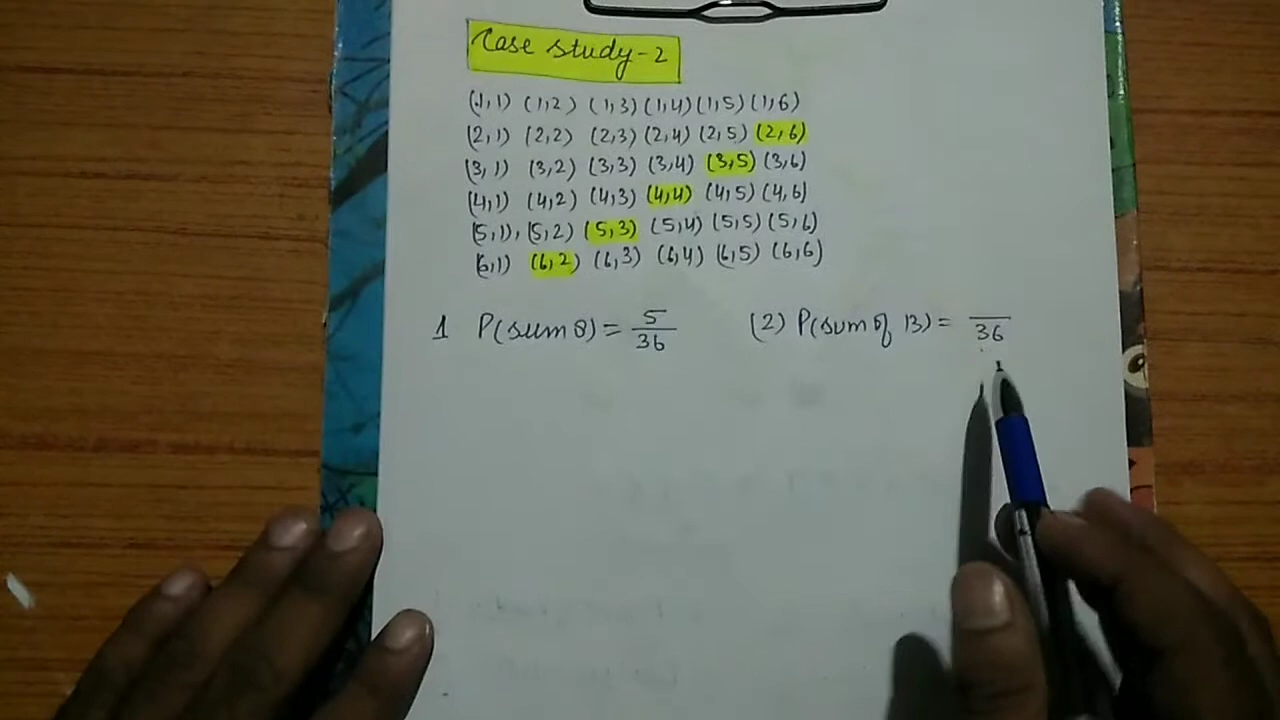 Case study-2
(1,1) (1,2) (1,3) (1,4) (1,5) (1,6)
(2,1) (2,2) (2,3) (2,4) (2,5) (2,6)
(3,1) (3,2) (3,3) (3,4) (3,5) (3,6)
(4,1) (4,2) (4,3) (4,4) (4,5) (4,6)
(5,1), (5,2) (5,3) (5,4) (5,5) (5,6)
(6,1) (6,2) (6,3) (6,4) (6,5) (6,6)
1 P(sum 8) = 5/36 (2) P(sum of 13) = /36